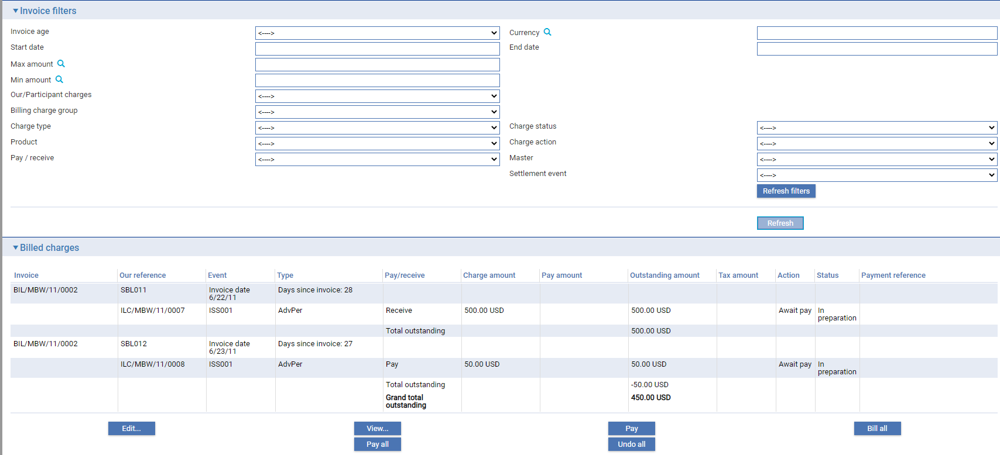 Invoice filters
Invoice age <----> Currency
Start date End date
Max amount
Min amount
Our/Participant charges <---->
Billing charge group <---->
Charge type <----> Charge status <---->
Product <----> Charge action <---->
Pay / receive <----> Master <---->
Settlement event <---->
Refresh filters
Refresh
Billed charges
Invoice Our reference Event Type Pay/receive Charge amount Pay amount Outstanding amount Tax amount Action Status Payment reference
BIL/MBW/11/0002 SBL011 Invoice date Days since invoice: 28
6/22/11
ILC/MBW/11/0007 ISS001 AdvPer Receive 500.00 USD 500.00 USD Await pay In
preparation
Total outstanding 500.00 USD
BIL/MBW/11/0002 SBL012 Invoice date Days since invoice: 27
6/23/11
ILC/MBW/11/0008 ISS001 AdvPer Pay 50.00 USD 50.00 USD Await pay In
preparation
Total outstanding -50.00 USD
Grand total 450.00 USD
outstanding
Edit... View... Pay Bill all
Pay all Undo all